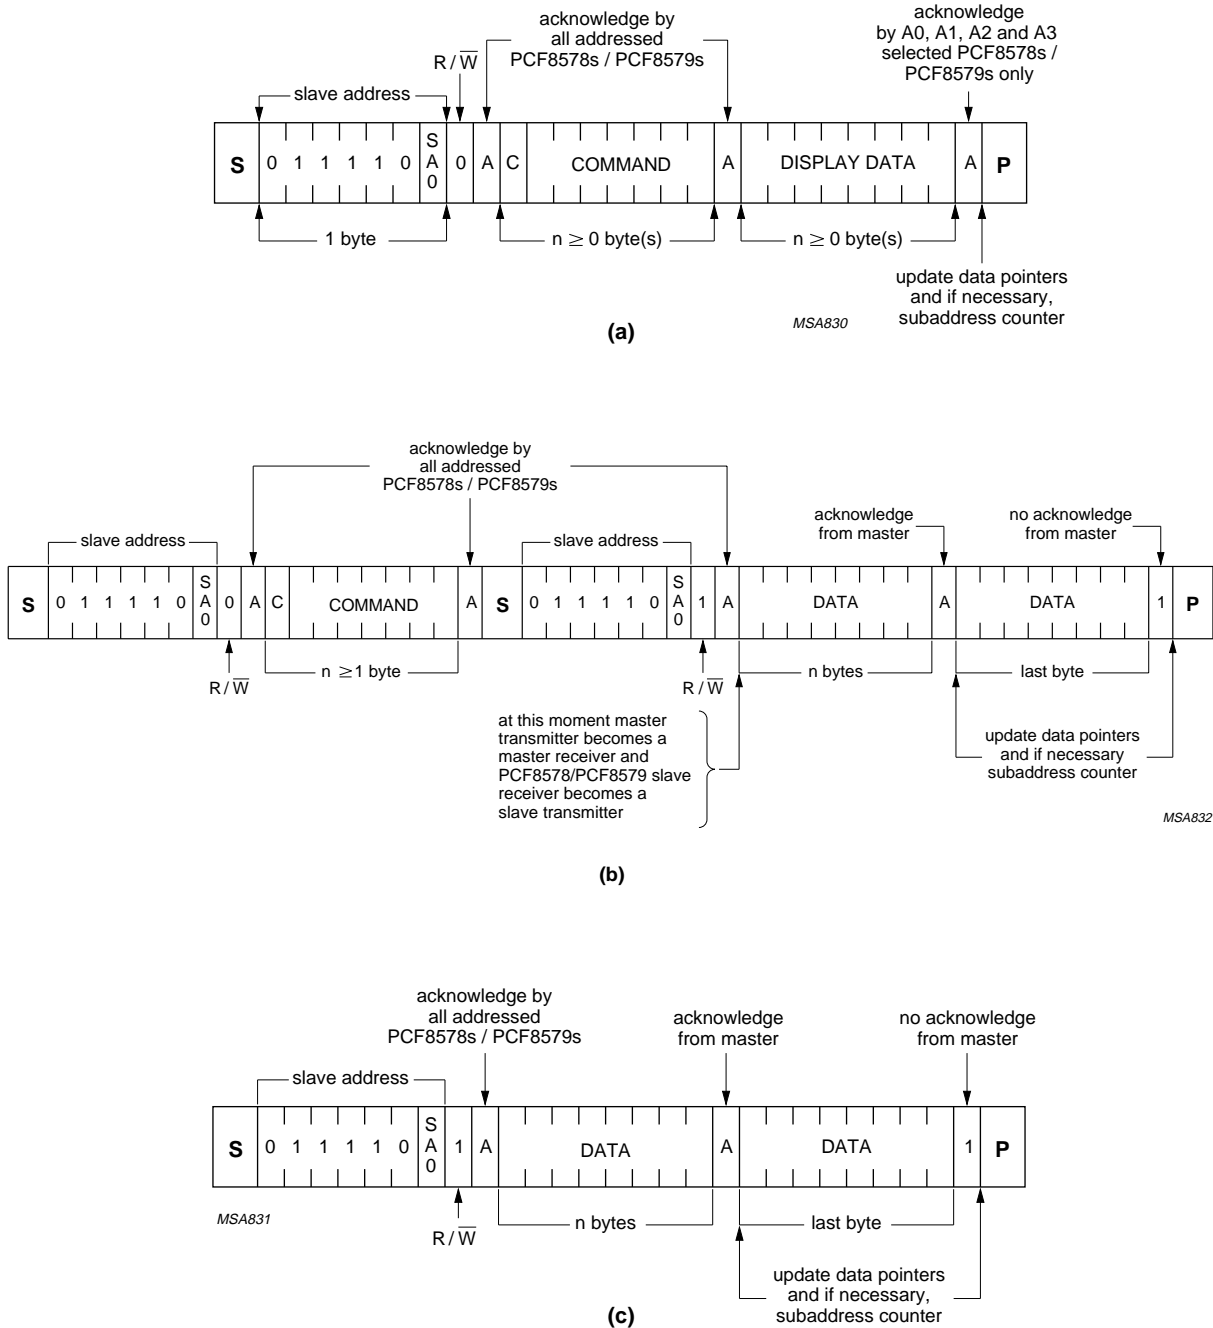 acknowledge by
all addressed
PCF8578s / PCF8579s
acknowledge
by A0, A1, A2 and A3
selected PCF8578s /
PCF8579s only
R / W
slave address
S 0 1 1 1 1 0 SA0 0 A C COMMAND A DISPLAY DATA A P
1 byte
n ≥ 0 byte(s)
n ≥ 0 byte(s)
update data pointers
and if necessary,
subaddress counter
(a)
MSA830
acknowledge by
all addressed
PCF8578s / PCF8579s
acknowledge
from master
no acknowledge
from master
slave address
slave address
S 0 1 1 1 1 0 SA0 0 A C COMMAND A S 0 1 1 1 1 0 SA0 1 A DATA A DATA 1 P
R / W
n ≥ 1 byte
R / W
n bytes
last byte
at this moment master
transmitter becomes a
master receiver and
PCF8578/PCF8579 slave
receiver becomes a
slave transmitter
update data pointers
and if necessary
subaddress counter
MSA832
(b)
acknowledge by
all addressed
PCF8578s / PCF8579s
acknowledge
from master
no acknowledge
from master
slave address
S 0 1 1 1 1 0 SA0 1 A DATA A DATA 1 P
MSA831
R / W
n bytes
last byte
update data pointers
and if necessary,
subaddress counter
(c)